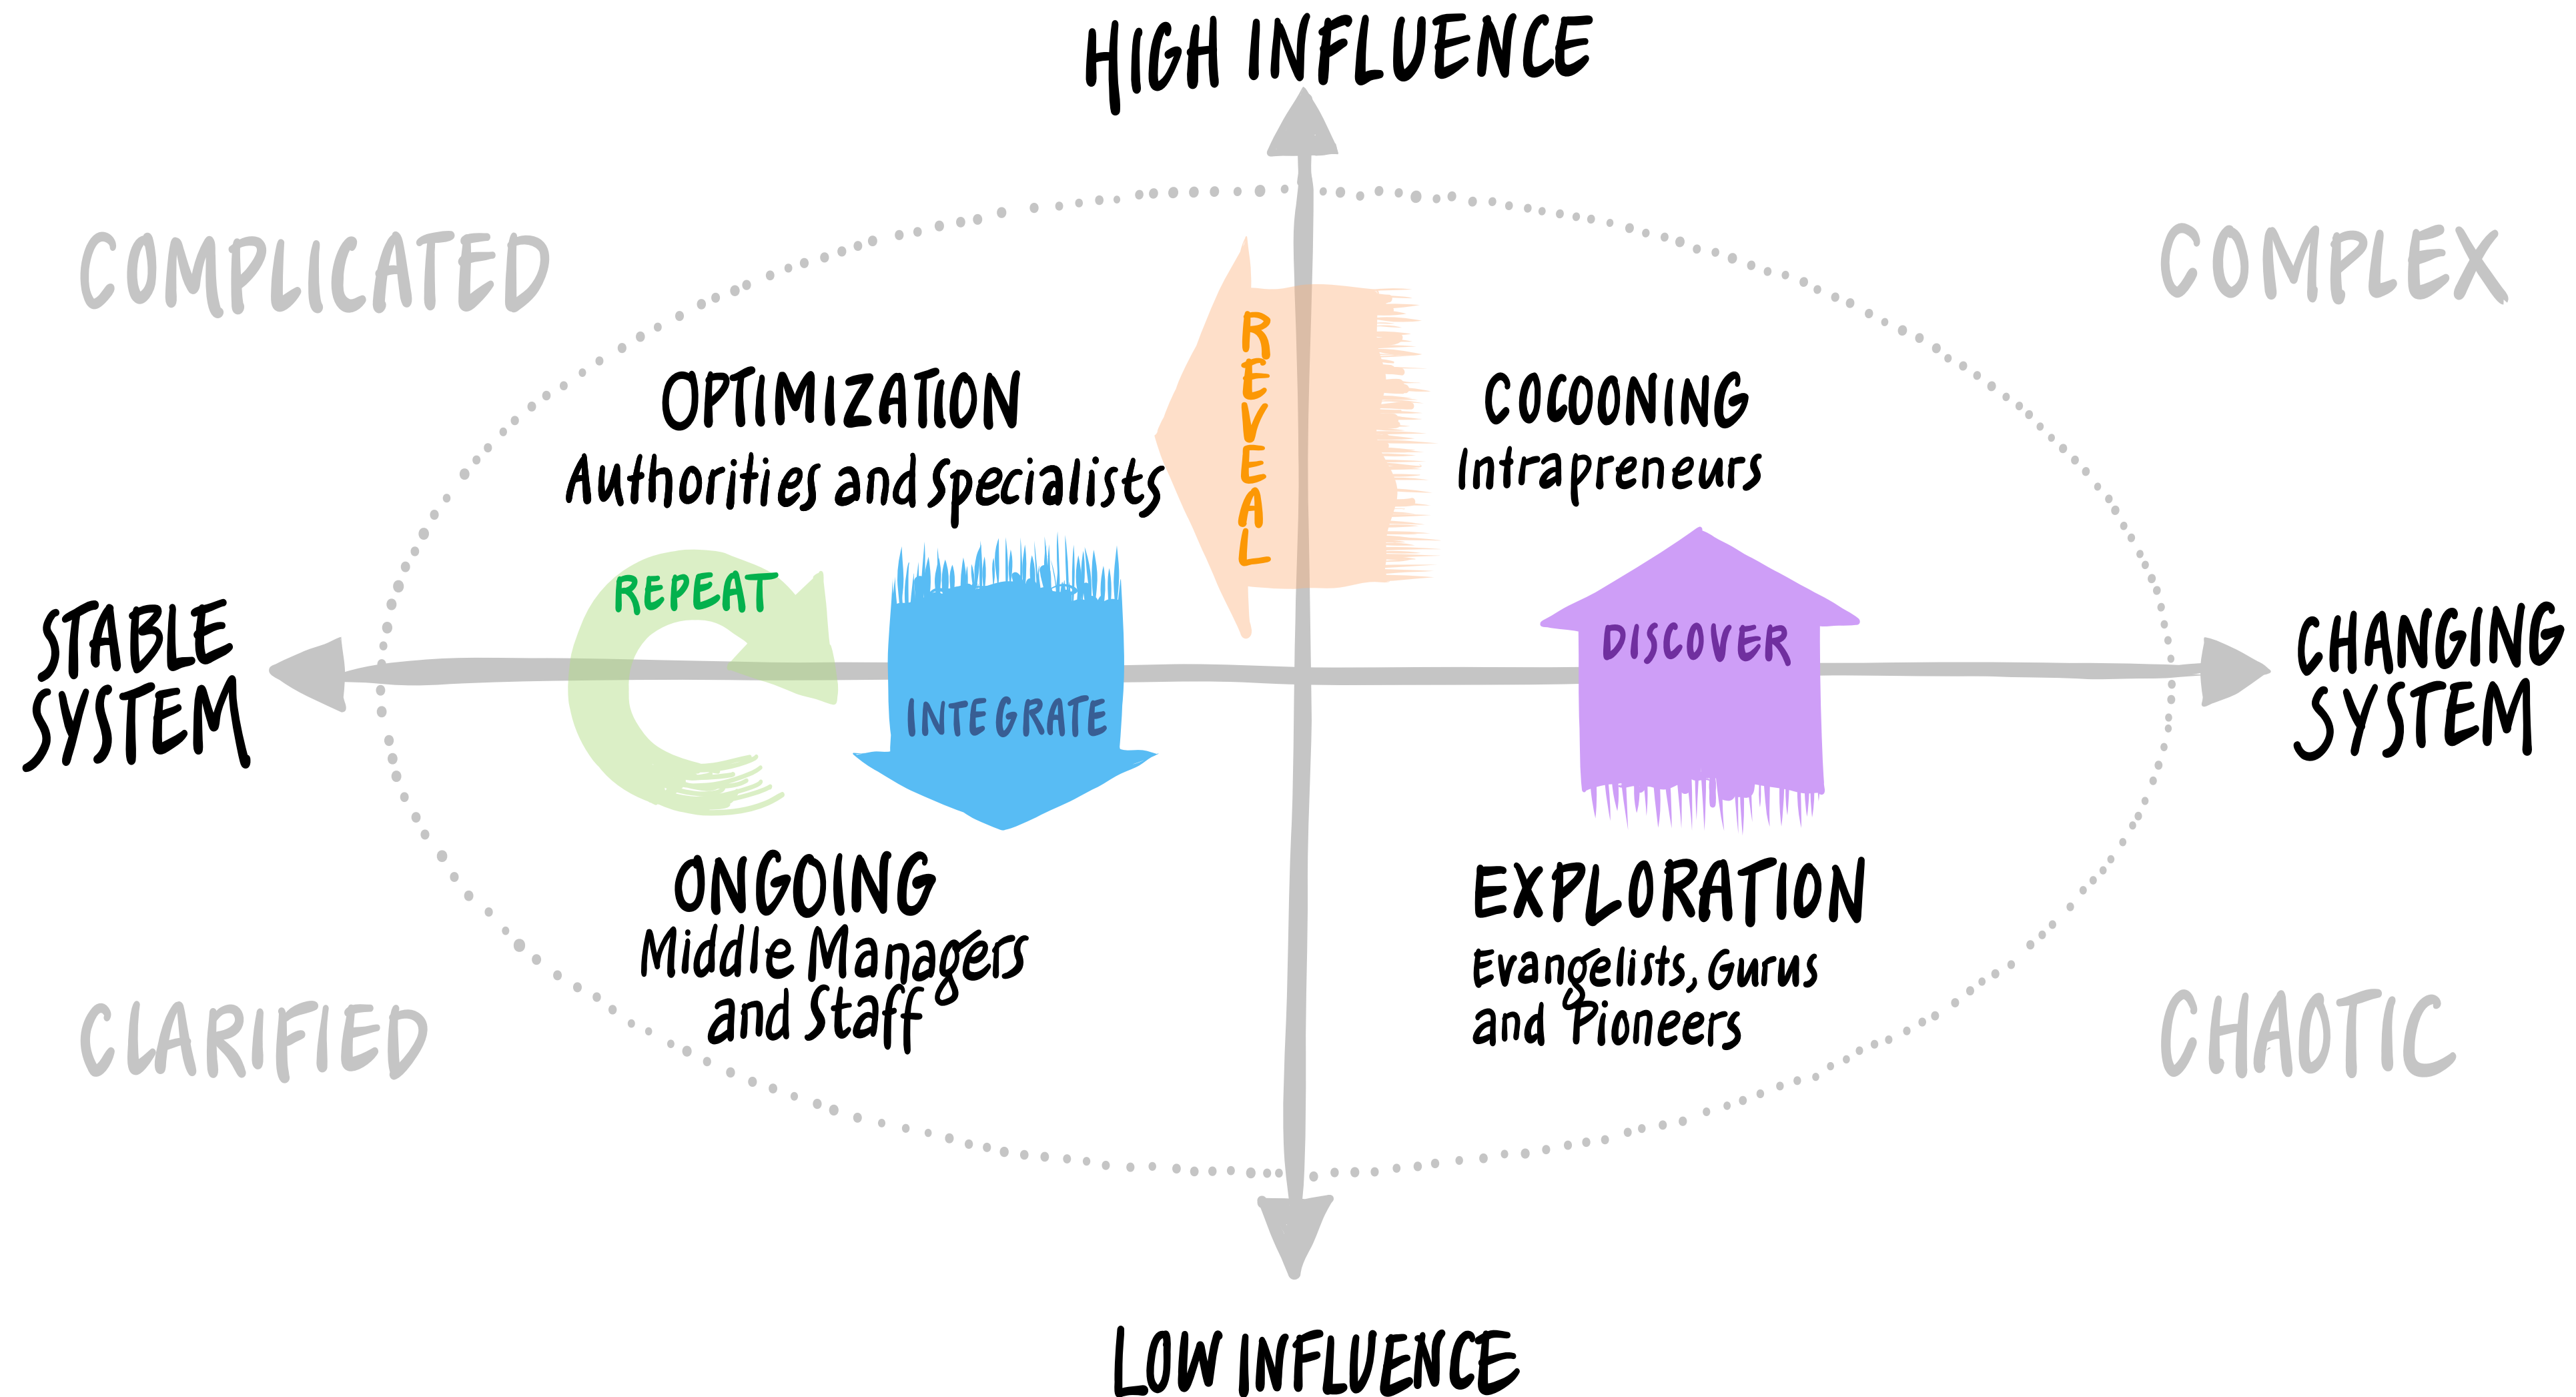 HIGH INFLUENCE
COMPLICATED
COMPLEX
REVEAL
OPTIMIZATION
Authorities and Specialists
COCOONING
Intrapreneurs
REPEAT
INTEGRATE
DISCOVER
STABLE
SYSTEM
CHANGING
SYSTEM
ONGOING
Middle Managers
and Staff
EXPLORATION
Evangelists, Gurus
and Pioneers
CLARIFIED
CHAOTIC
LOW INFLUENCE